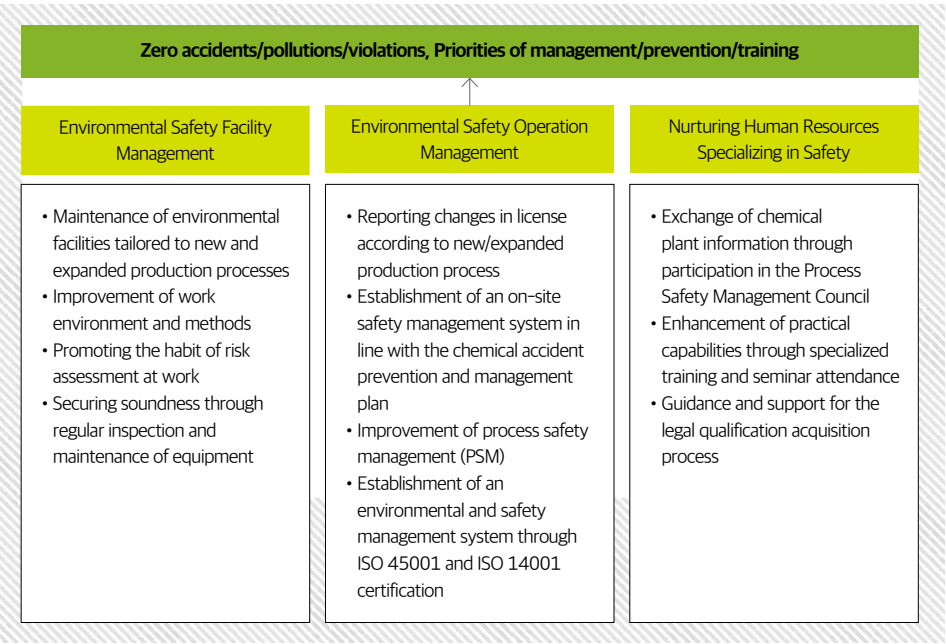 Zero accidents/pollutions/violations, Priorities of management/prevention/training
Environmental Safety Facility
Management
• Maintenance of environmental
facilities tailored to new and
expanded production processes
• Improvement of work
environment and methods
• Promoting the habit of risk
assessment at work
• Securing soundness through
regular inspection and
maintenance of equipment
Environmental Safety Operation
Management
• Reporting changes in license
according to new/expanded
production process
• Establishment of an on-site
safety management system in
line with the chemical accident
prevention and management
plan
• Improvement of process safety
management (PSM)
• Establishment of an
environmental and safety
management system through
ISO 45001 and ISO 14001
certification
Nurturing Human Resources
Specializing in Safety
• Exchange of chemical
plant information through
participation in the Process
Safety Management Council
• Enhancement of practical
capabilities through specialized
training and seminar attendance
• Guidance and support for the
legal qualification acquisition
process